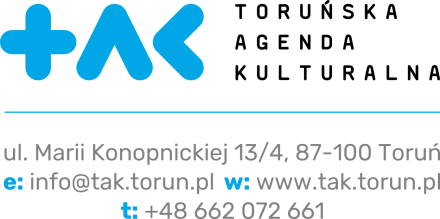 tak
TORUŃSKA
AGENDA
KULTURALNA
ul. Marii Konopnickiej 13/4, 87-100 Toruń
e: info@tak.torun.pl w: www.tak.torun.pl
t: +48 662 072 661